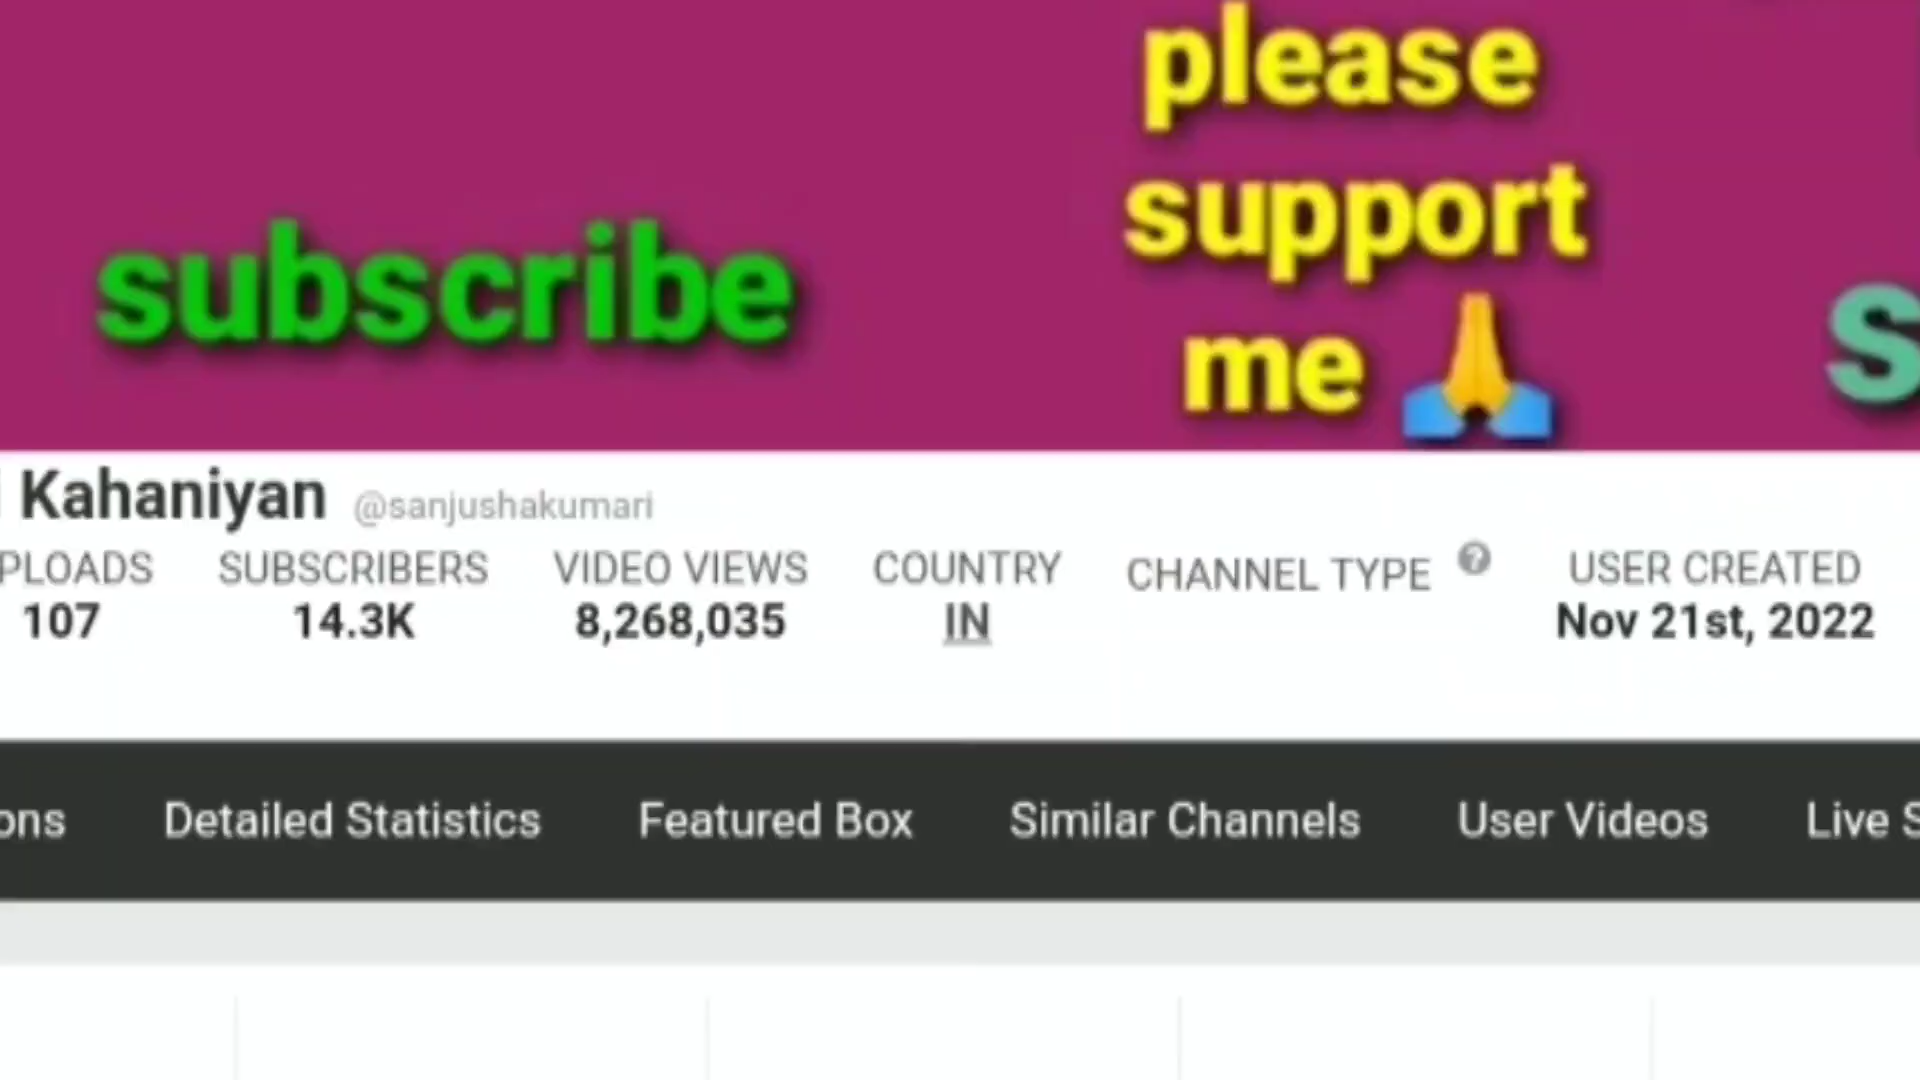 please
support
me 🙏
subscribe
S
Kahaniyan @sanjushakumari
PLOADS SUBSCRIBERS VIDEO VIEWS COUNTRY CHANNEL TYPE ? USER CREATED
107 14.3K 8,268,035 IN Nov 21st, 2022
ons Detailed Statistics Featured Box Similar Channels User Videos Live S